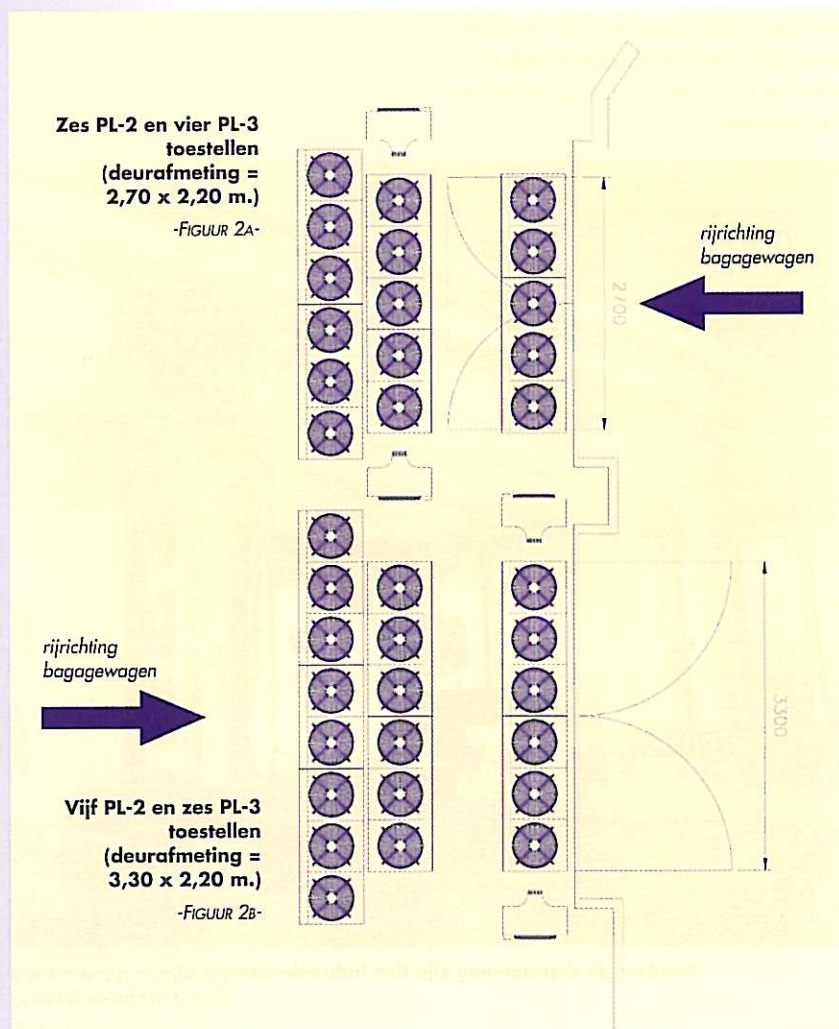 Zes PL-2 en vier PL-3
toestellen
(deurafmeting =
2,70 x 2,20 m.)
-FIGUUR 2A-
rijrichting
bagagewagen
2700
rijrichting
bagagewagen
3300
Vijf PL-2 en zes PL-3
toestellen
(deurafmeting =
3,30 x 2,20 m.)
-FIGUUR 2B-